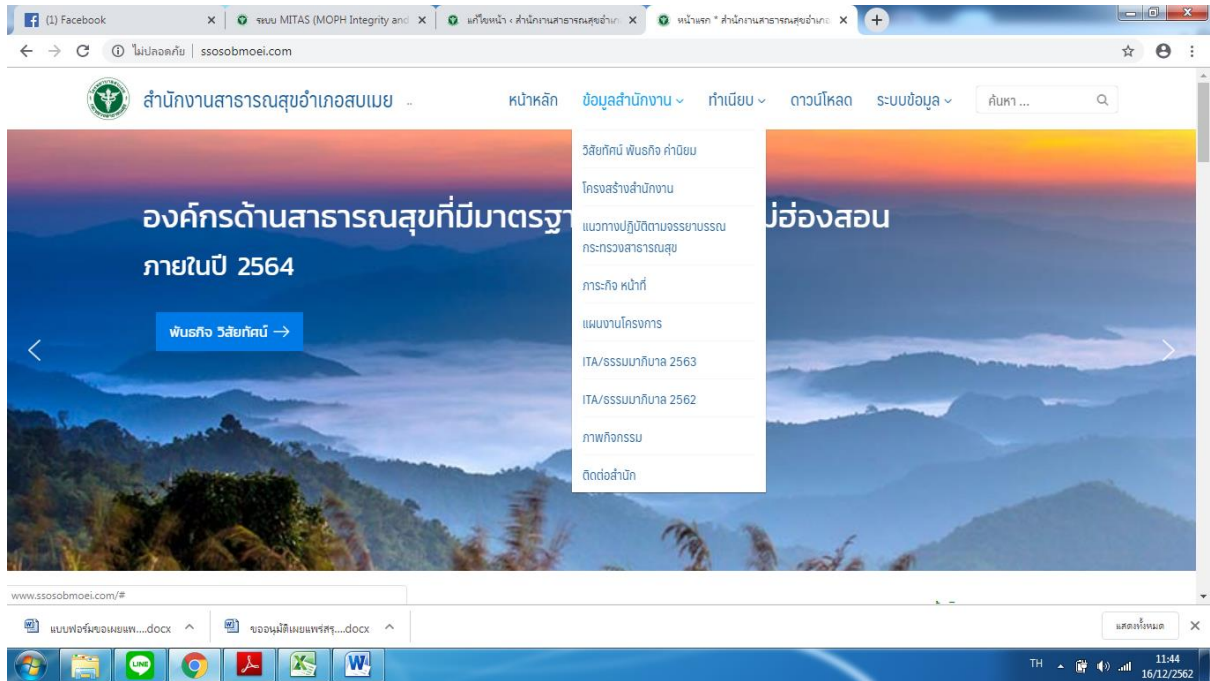 (1) Facebook
ระบบ MITAS (MOPH Integrity and
แก้ไขหน้า ‹ สำนักงานสาธารณสุขอำเภ
หน้าแรก * สำนักงานสาธารณสุขอำเภอ
ไม่ปลอดภัย | ssosobmoei.com
สำนักงานสาธารณสุขอำเภอสบเมย ..
หน้าหลัก ข้อมูลสำนักงาน ทำเนียบ ดาวน์โหลด ระบบข้อมูล ค้นหา ...
วิสัยทัศน์ พันธกิจ ค่านิยม
โครงสร้างสำนักงาน
แนวทางปฏิบัติตามจรรยาบรรณ
กระทรวงสาธารณสุข
ภาระกิจ หน้าที่
แผนงานโครงการ
ITA/ธรรมมาภิบาล 2563
ITA/ธรรมมาภิบาล 2562
ภาพกิจกรรม
ติดต่อสำนัก
องค์กรด้านสาธารณสุขที่มีมาตรฐา ม่ฮ่องสอน
ภายในปี 2564
พันธกิจ วิสัยทัศน์ →
www.ssosobmoei.com/#
แบบฟอร์มขอเผยแพ....docx
ขออนุมัติเผยแพร่สรุ....docx
แสดงทั้งหมด
TH
11:44
16/12/2562